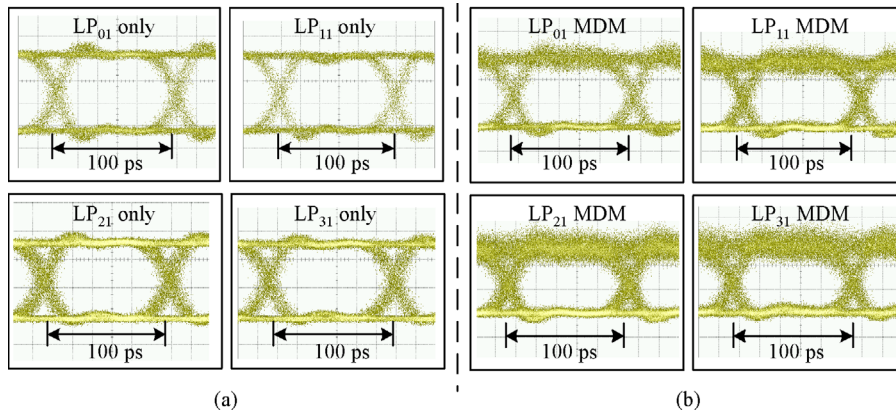 LP01 only
LP11 only
LP01 MDM
LP11 MDM
100 ps
100 ps
100 ps
100 ps
LP21 only
LP31 only
LP21 MDM
LP31 MDM
100 ps
100 ps
100 ps
100 ps
(a)
(b)